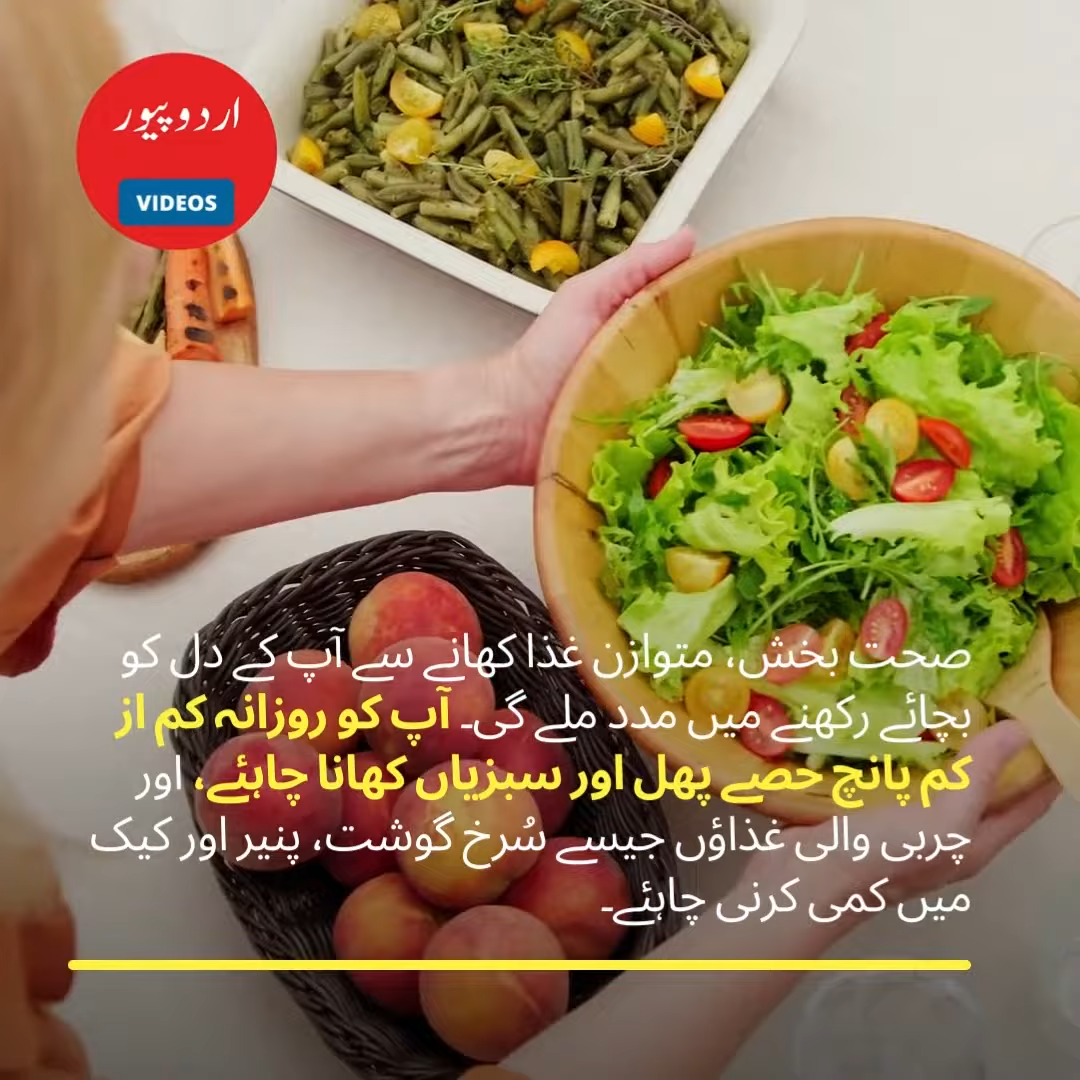 اردوپیور
VIDEOS
صحت بخش، متوازن غذا کھانے سے آپ کے دل کو
بچائے رکھنے میں مدد ملے گی۔ آپ کو روزانہ کم از
کم پانچ حصے پھل اور سبزیاں کھانا چاہئے، اور
چربی والی غذاؤں جیسے سُرخ گوشت، پنیر اور کیک
میں کمی کرنی چاہئے۔